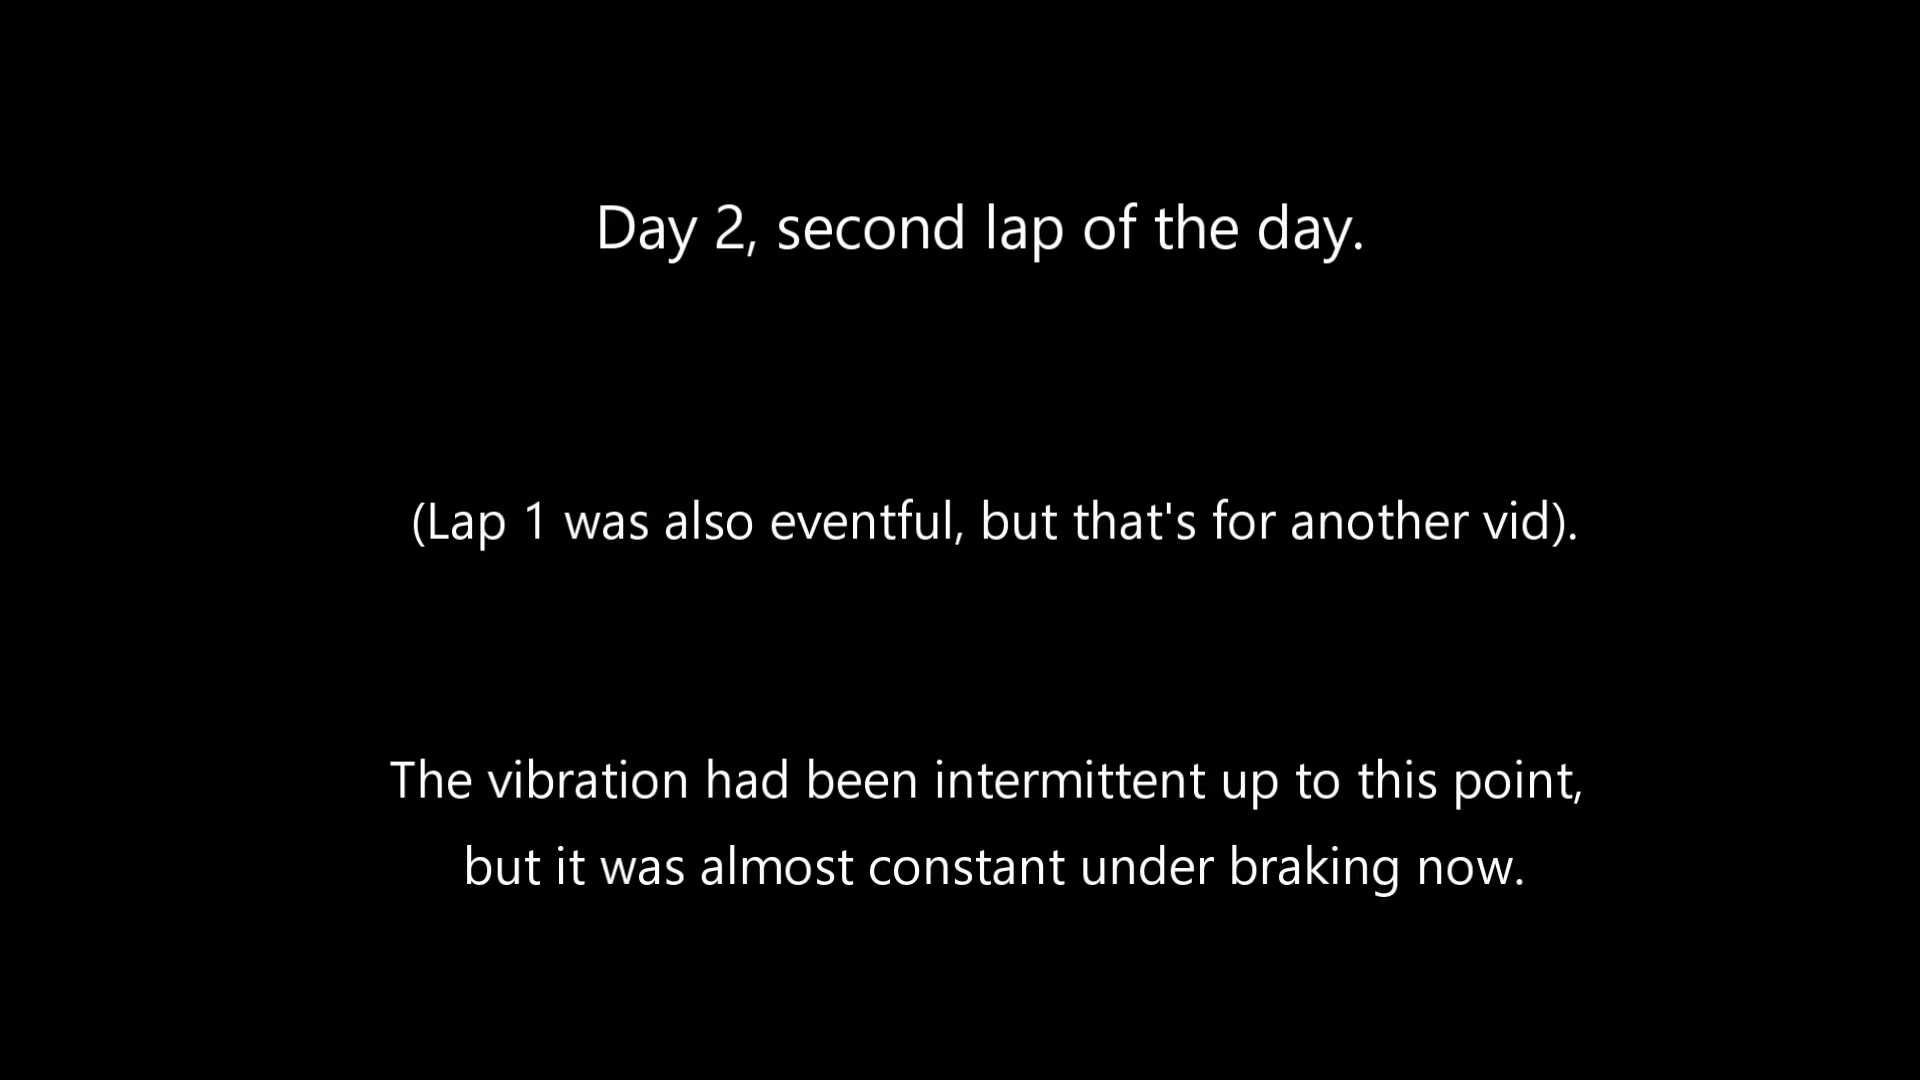 Day 2, second lap of the day.
(Lap 1 was also eventful, but that's for another vid).
The vibration had been intermittent up to this point,
but it was almost constant under braking now.